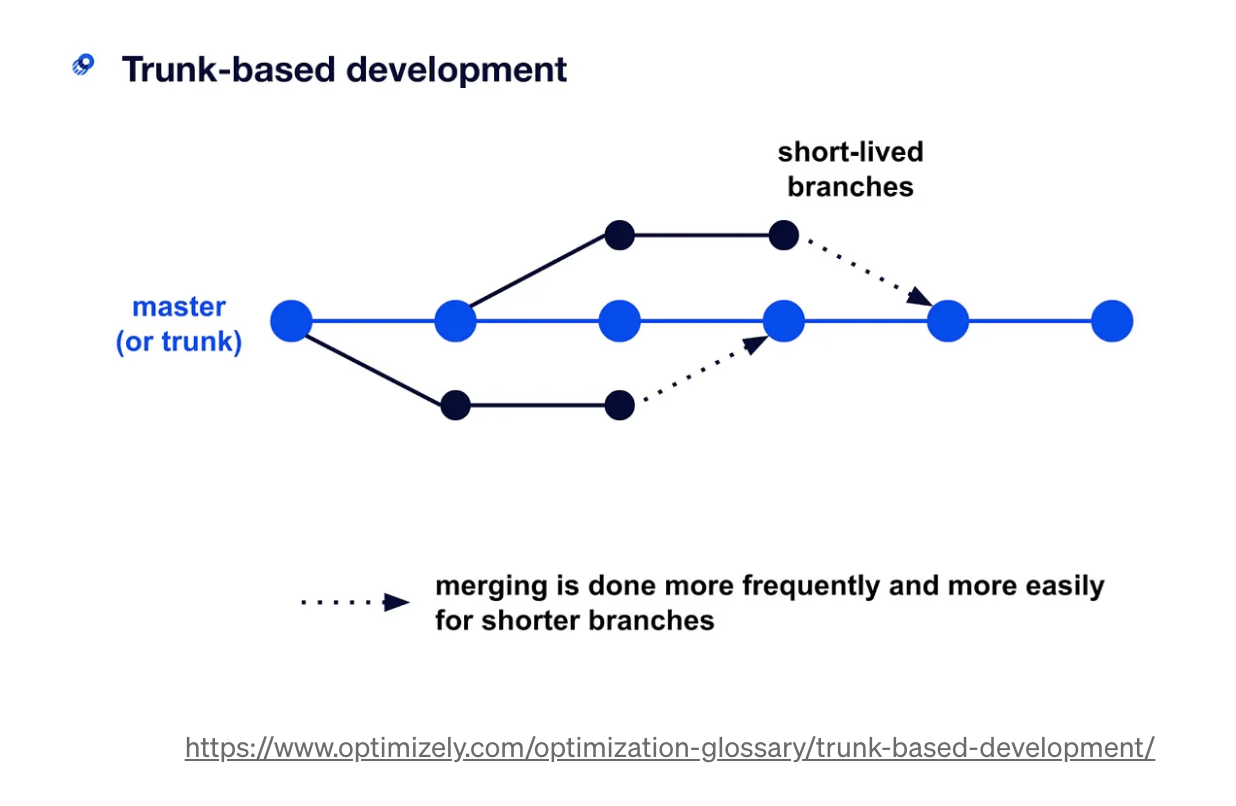 Trunk-based development
short-lived
branches
master
(or trunk)
merging is done more frequently and more easily
for shorter branches
https://www.optimizely.com/optimization-glossary/trunk-based-development/